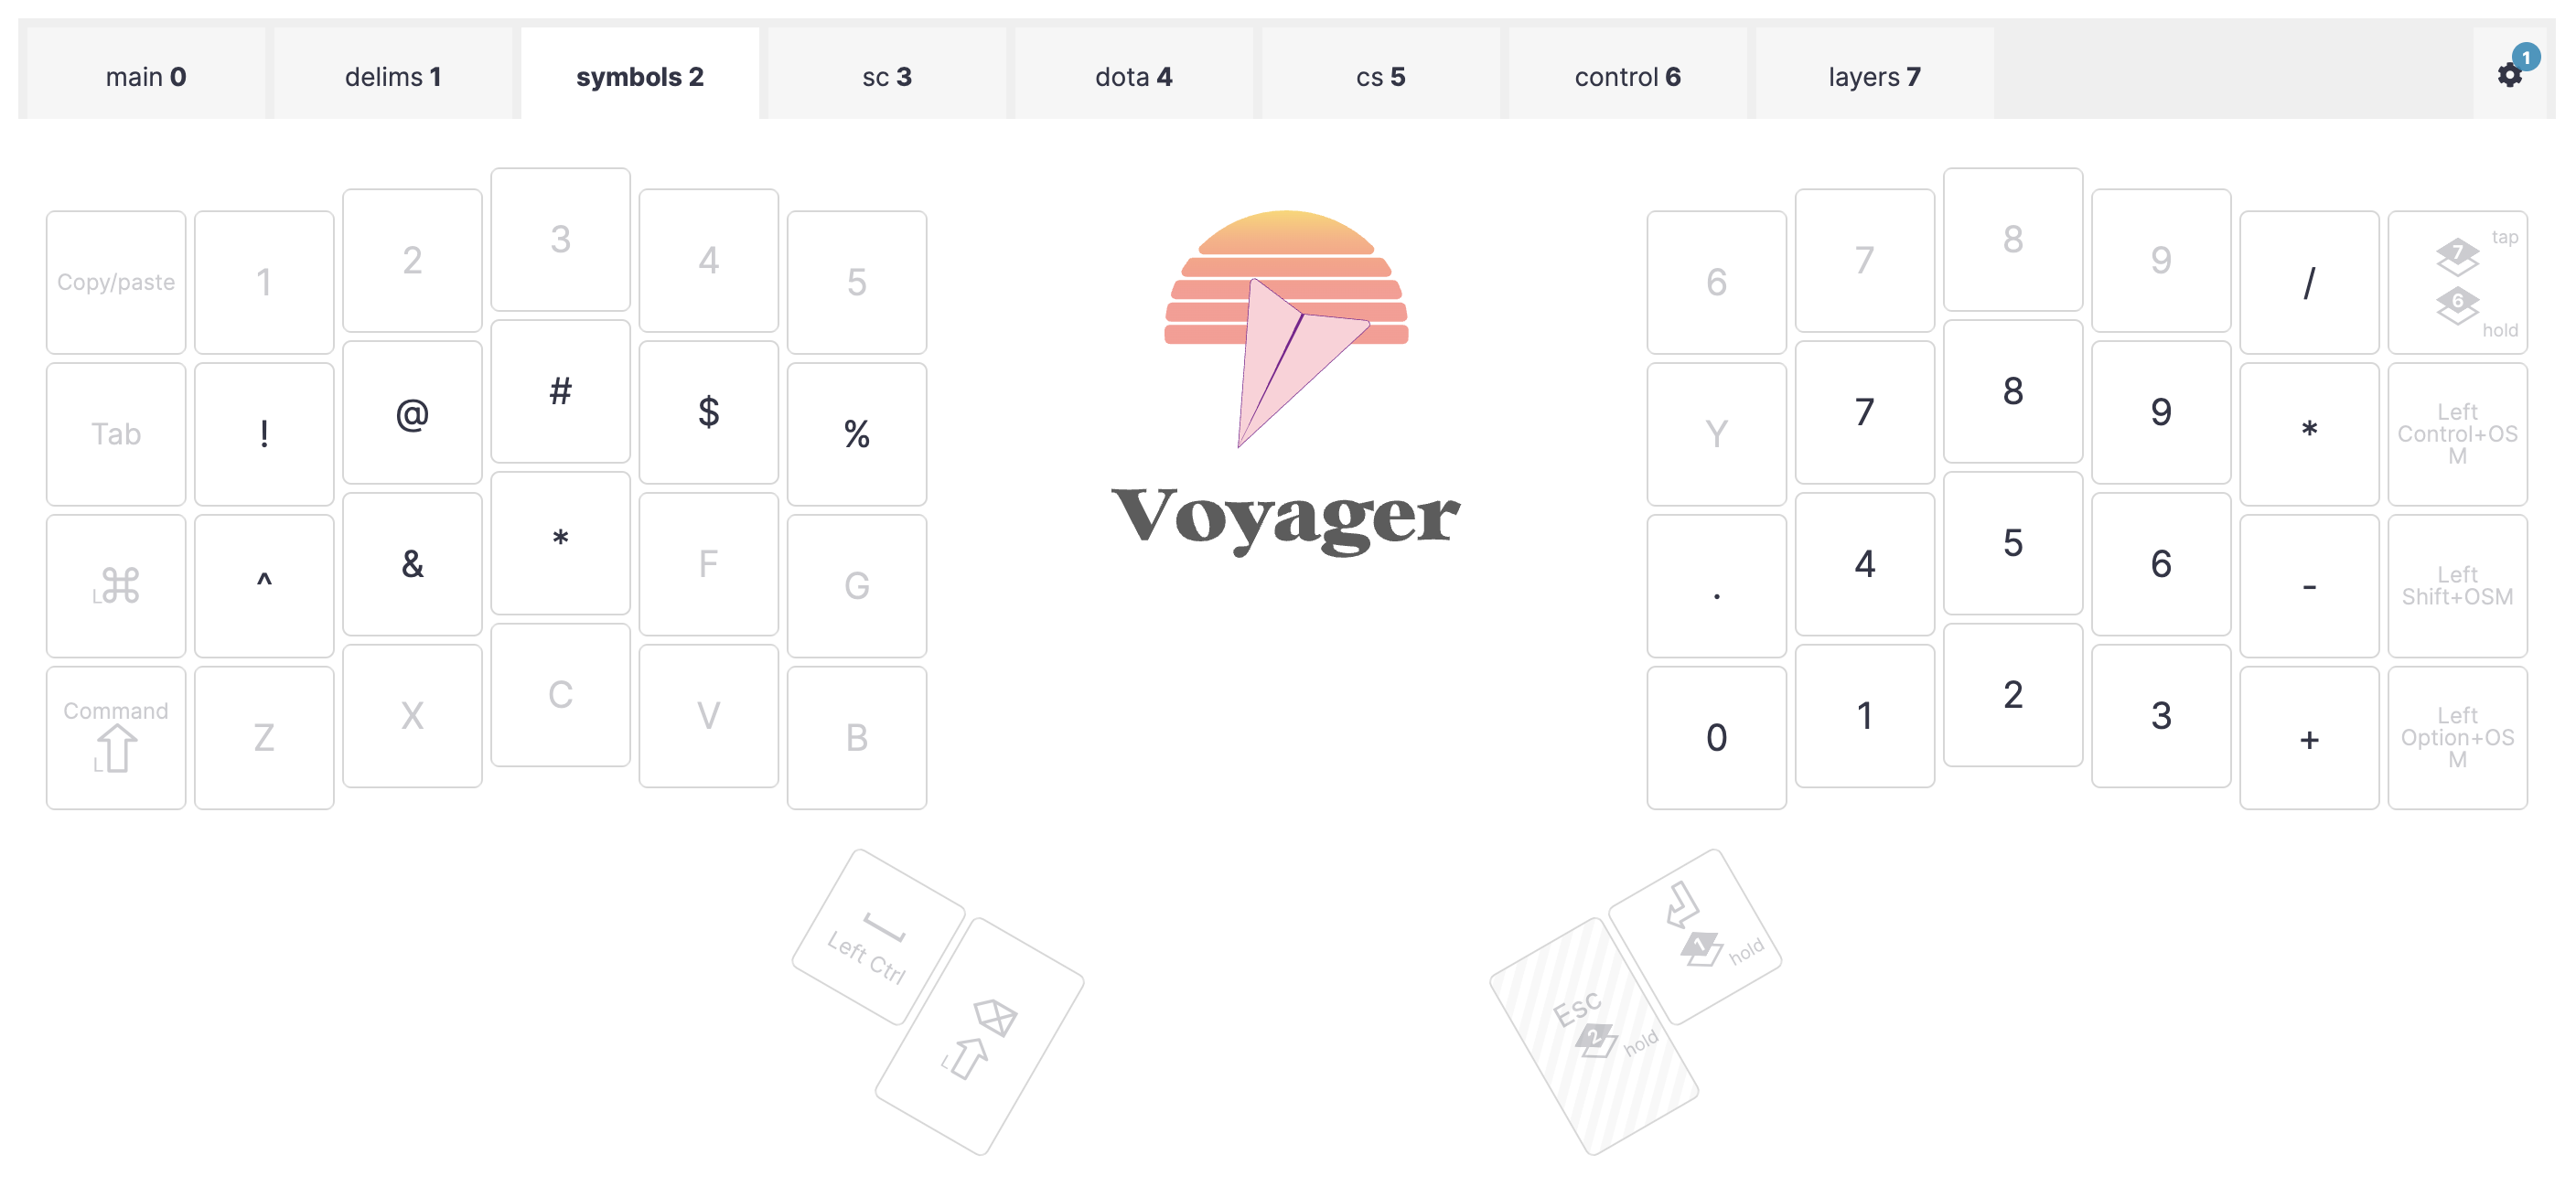 main 0
delims 1
symbols 2
sc 3
dota 4
cs 5
control 6
layers 7
1
Copy/paste
1
2
3
4
5
6
7
8
9
/
7
tap
6
hold
Tab
!
@
#
$
%
Y
7
8
9
*
Left
Control+OS
M
L
^
&
*
F
G
.
4
5
6
-
Left
Shift+OSM
Command
L
Z
X
C
V
B
0
1
2
3
+
Left
Option+OS
M
Voyager
Left Ctrl
L
Esc
2
hold
1
hold